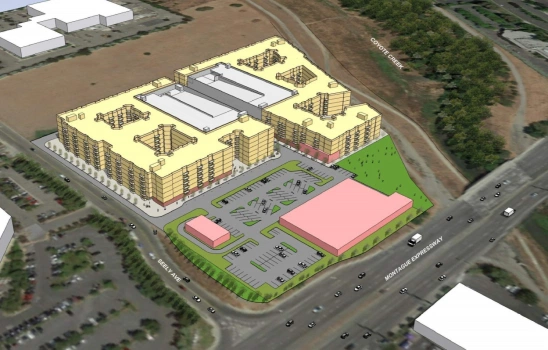 COYOTE CREEK
MONTAGUE EXPRESSWAY
SEELY AVE